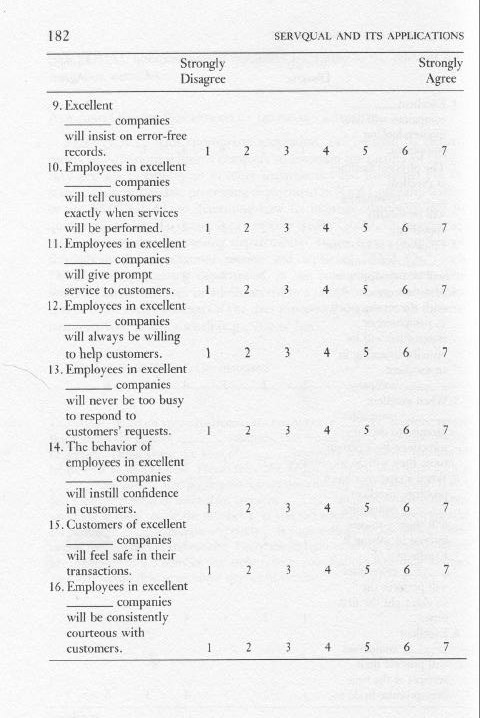 182 SERVQUAL AND ITS APPLICATIONS
Strongly Strongly
Disagree Agree
9. Excellent
_______ companies
will insist on error-free
records. 1 2 3 4 5 6 7
10. Employees in excellent
_______ companies
will tell customers
exactly when services
will be performed. 1 2 3 4 5 6 7
11. Employees in excellent
_______ companies
will give prompt
service to customers. 1 2 3 4 5 6 7
12. Employees in excellent
_______ companies
will always be willing
to help customers. 1 2 3 4 5 6 7
13. Employees in excellent
_______ companies
will never be too busy
to respond to
customers' requests. 1 2 3 4 5 6 7
14. The behavior of
employees in excellent
_______ companies
will instill confidence
in customers. 1 2 3 4 5 6 7
15. Customers of excellent
_______ companies
will feel safe in their
transactions. 1 2 3 4 5 6 7
16. Employees in excellent
_______ companies
will be consistently
courteous with
customers. 1 2 3 4 5 6 7